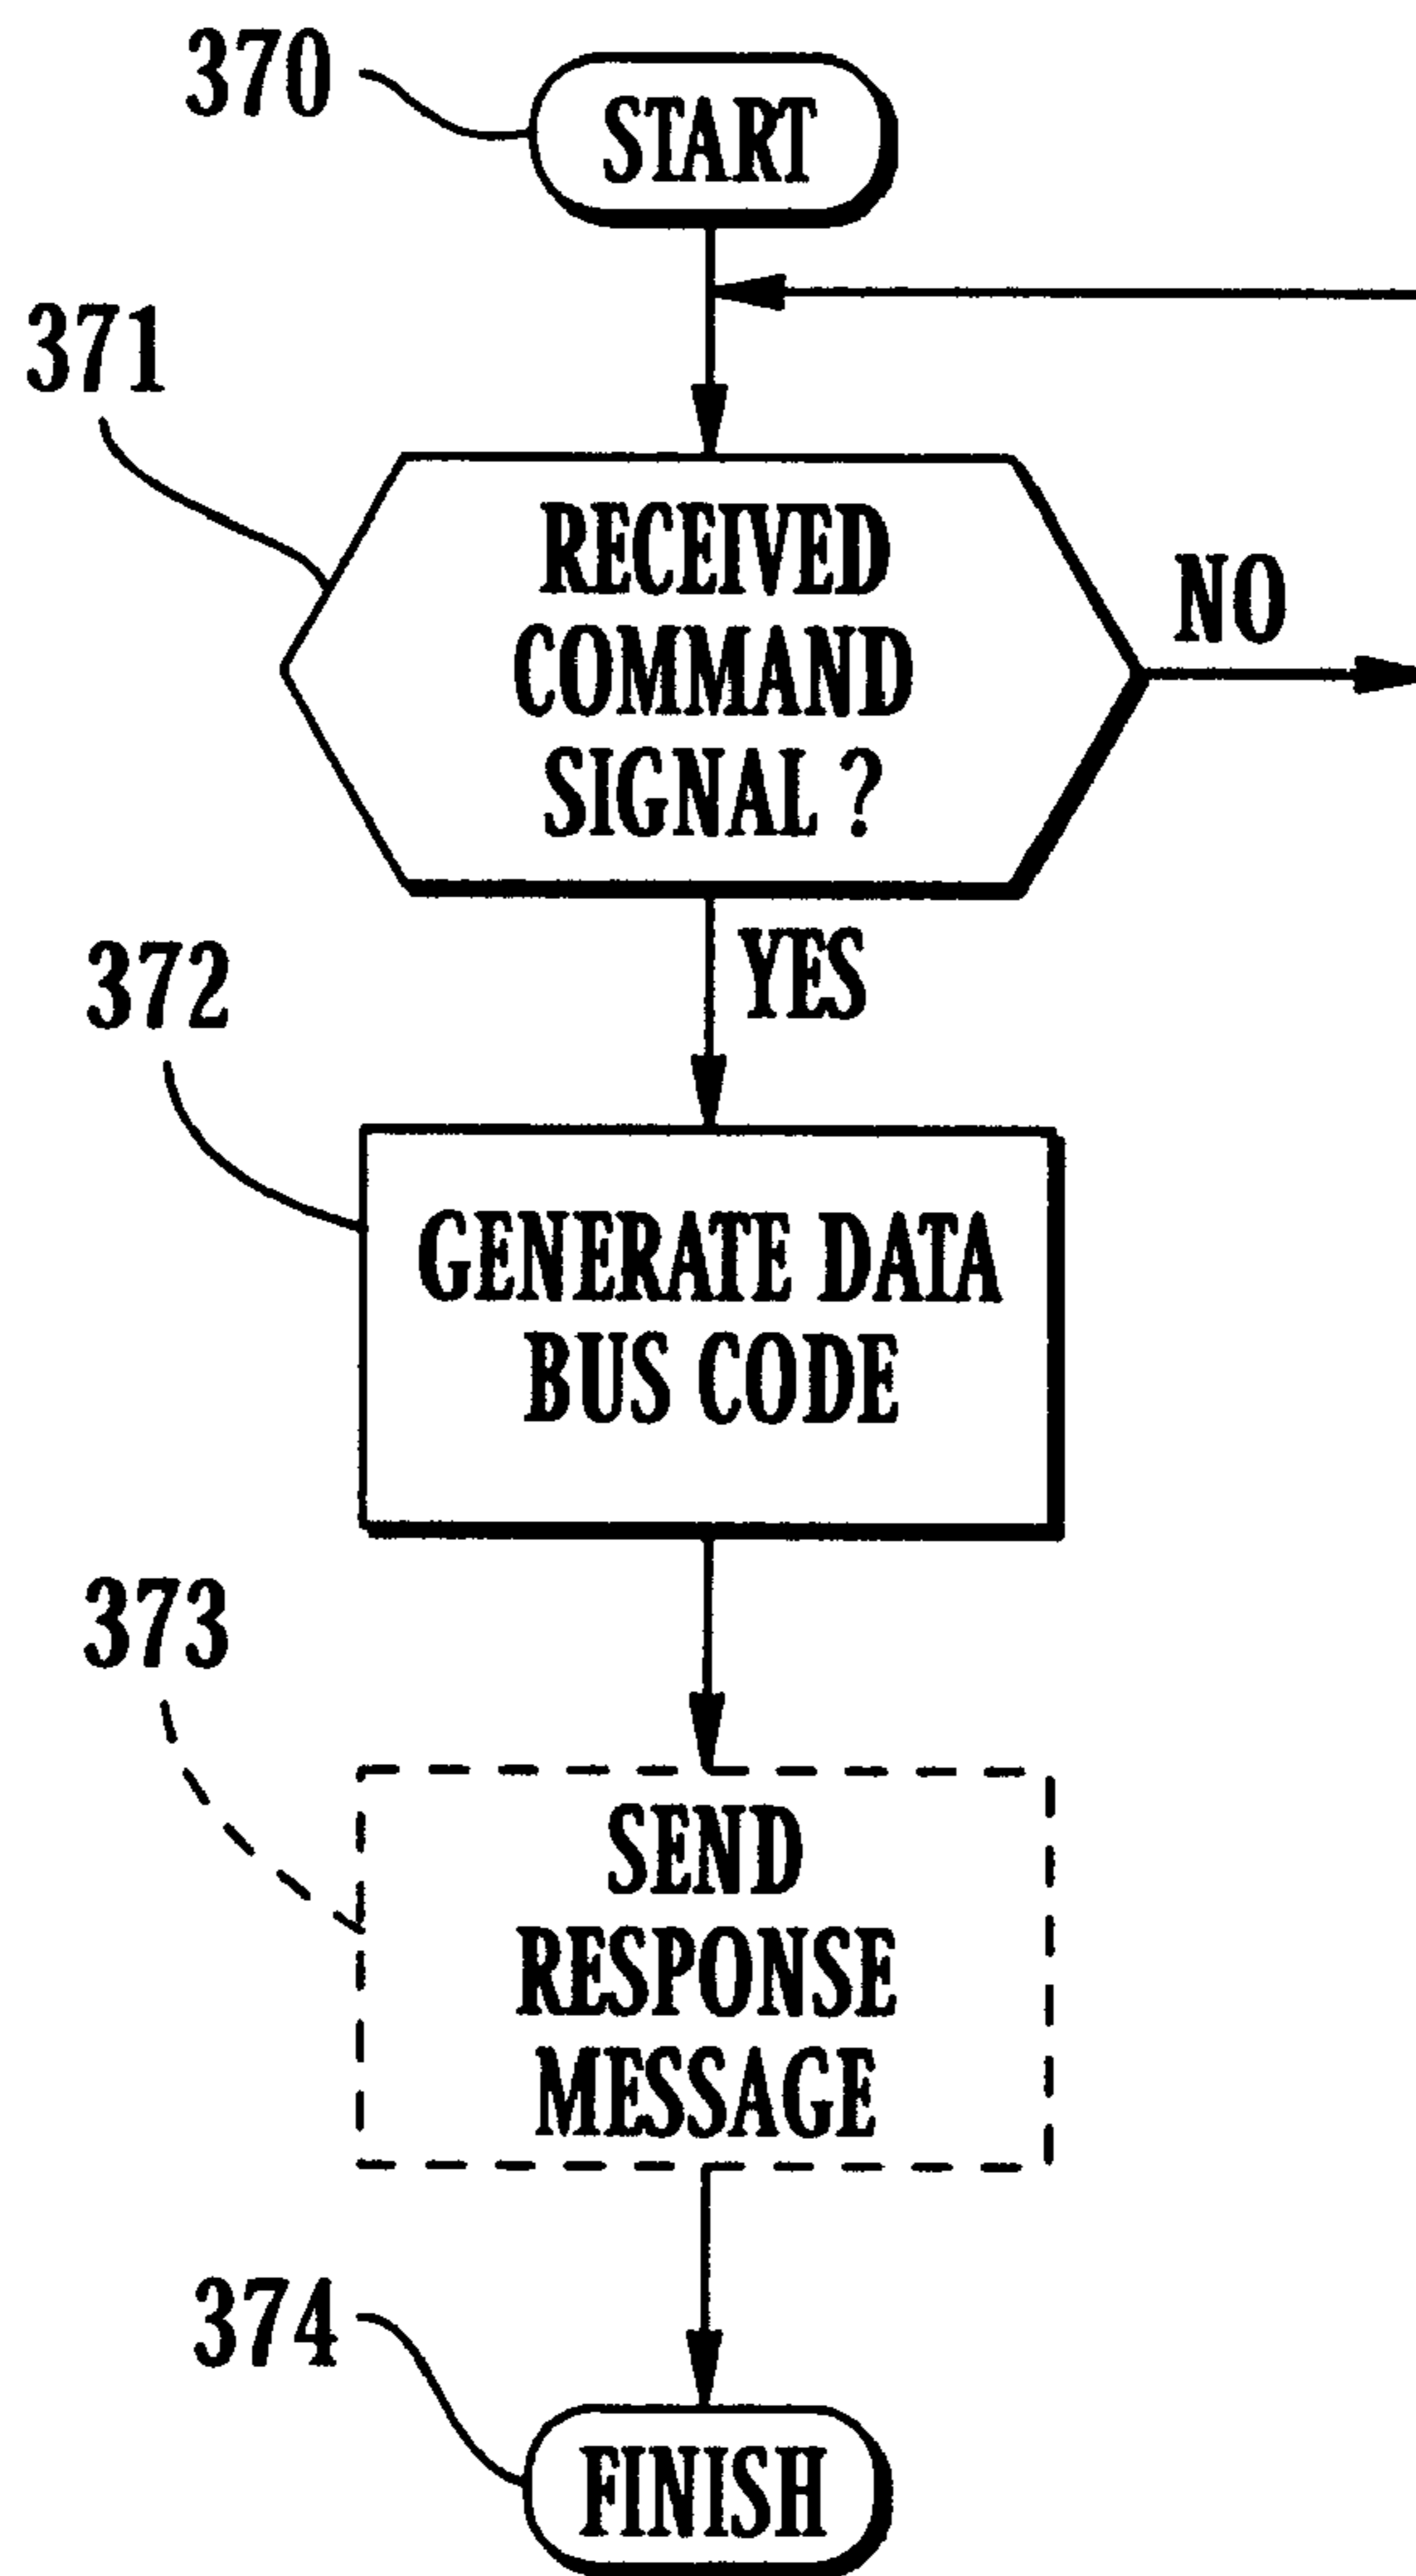 370
START
371
RECEIVED
COMMAND
SIGNAL ?
NO
YES
372
GENERATE DATA
BUS CODE
373
SEND
RESPONSE
MESSAGE
374
FINISH